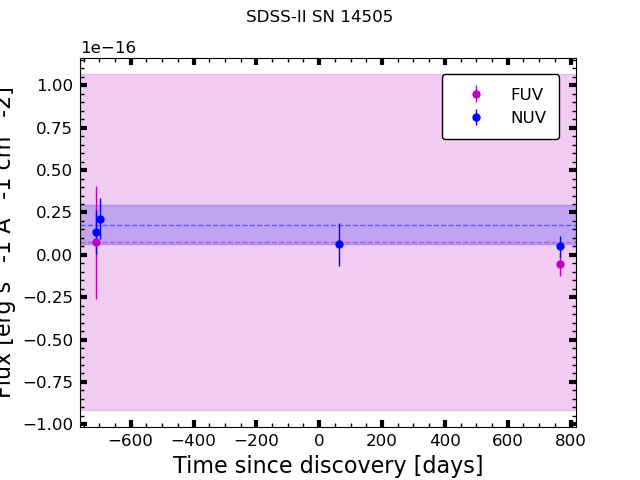 SDSS-II SN 14505
1e−16
FUV
NUV
1.00
0.75
0.50
0.25
0.00
−0.25
−0.50
−0.75
−1.00
Flux [erg s -1 A -1 cm -2]
−600 −400 −200 0 200 400 600 800
Time since discovery [days]